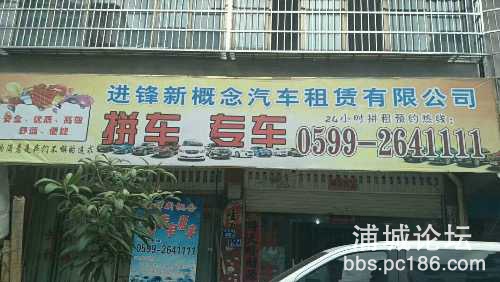 进锋新概念汽车租赁有限公司
安全、优质、高效
舒适、便捷
拼车 专车
24小时拼租预约热线:
0599-2641111
0599-2641111
浦城论坛
bbs.pc186.com